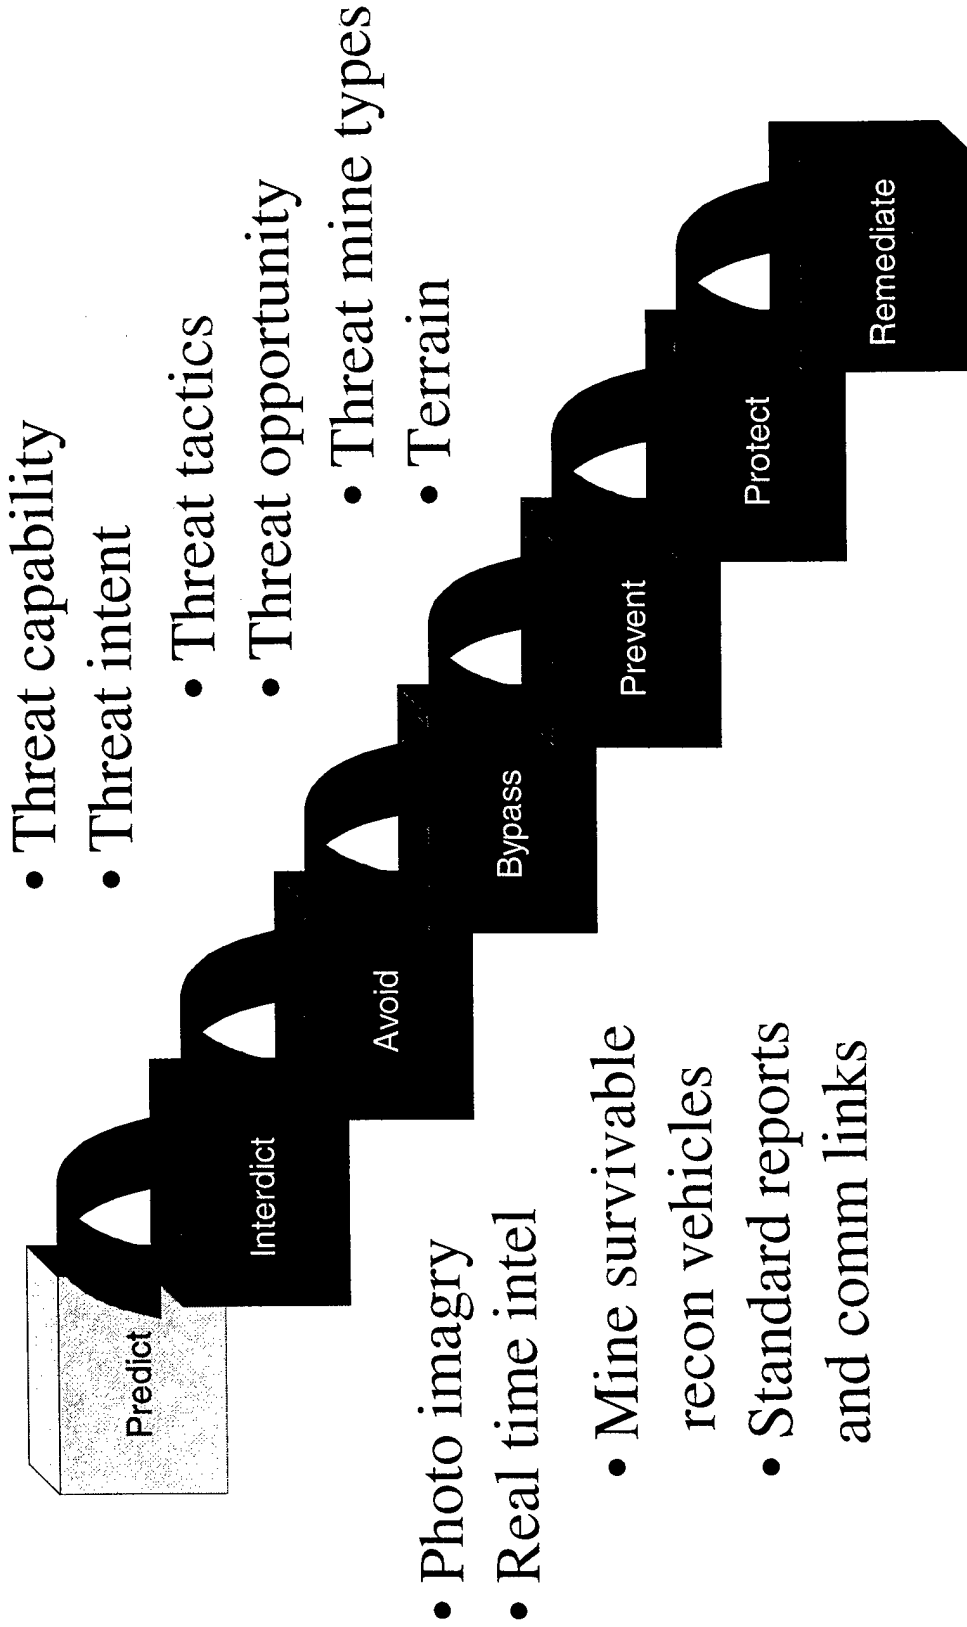 • Threat capability
• Threat intent
• Threat tactics
• Threat opportunity
• Threat mine types
• Terrain
Predict
Interdict
Avoid
Bypass
Prevent
Protect
Remediate
• Photo imagry
• Real time intel
• Mine survivable
recon vehicles
• Standard reports
and comm links